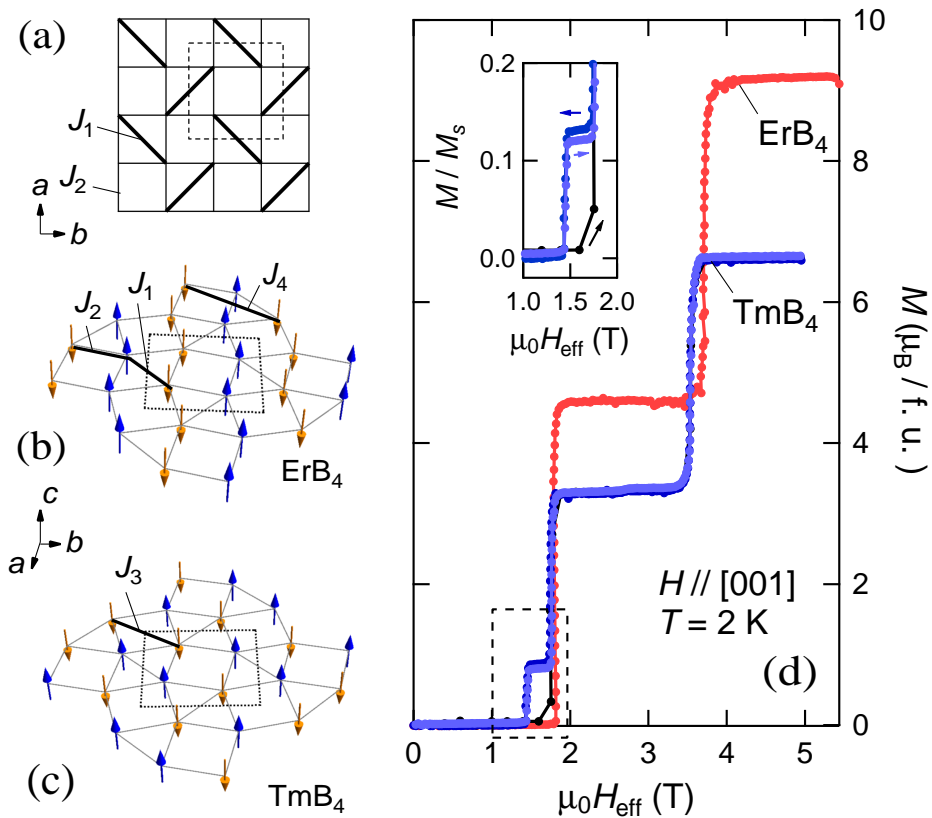 (a)
J1
J2
a
b
J2
J1
J4
(b)
ErB4
c
a
b
J3
(c)
TmB4
0.2
0.1
0.0
M / Ms
1.0
1.5
2.0
μ0Heff (T)
ErB4
TmB4
H // [001]
T = 2 K
(d)
10
8
6
4
2
0
M (μB / f. u. )
0
1
2
3
4
5
μ0Heff (T)